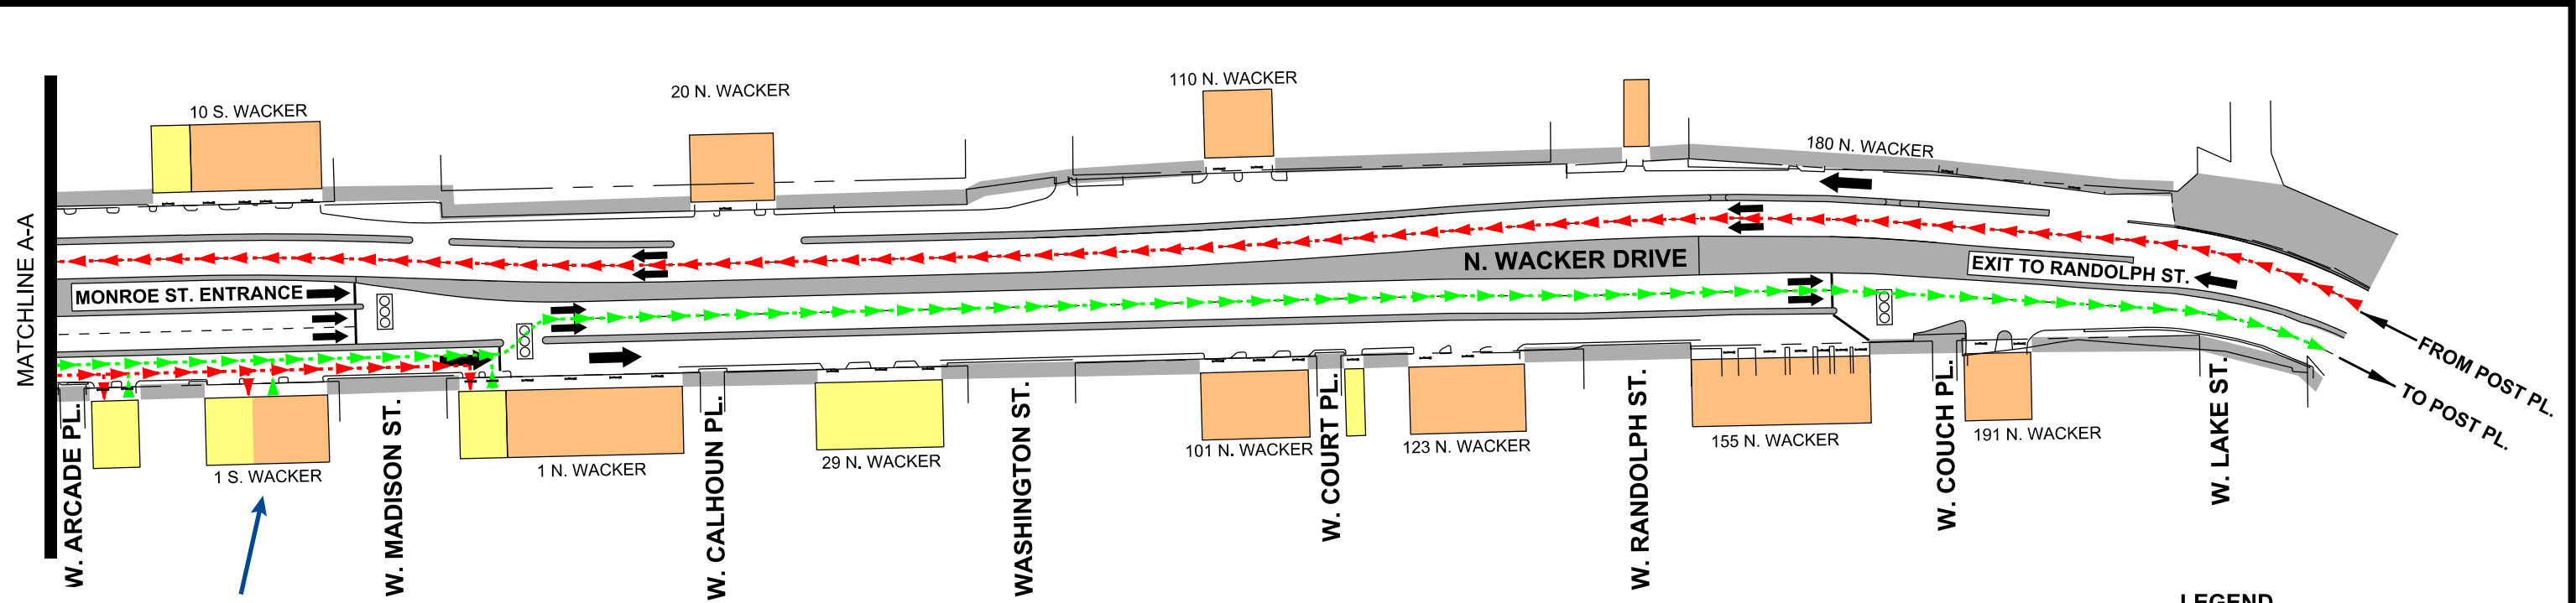 110 N. WACKER
20 N. WACKER
10 S. WACKER
180 N. WACKER
MATCHLINE A-A
N. WACKER DRIVE
EXIT TO RANDOLPH ST.
MONROE ST. ENTRANCE
FROM POST PL.
TO POST PL.
W. ARCADE PL.
1 S. WACKER
W. MADISON ST.
1 N. WACKER
W. CALHOUN PL.
29 N. WACKER
WASHINGTON ST.
101 N. WACKER
W. COURT PL.
123 N. WACKER
W. RANDOLPH ST.
155 N. WACKER
W. COUCH PL.
191 N. WACKER
W. LAKE ST.
LEGEND